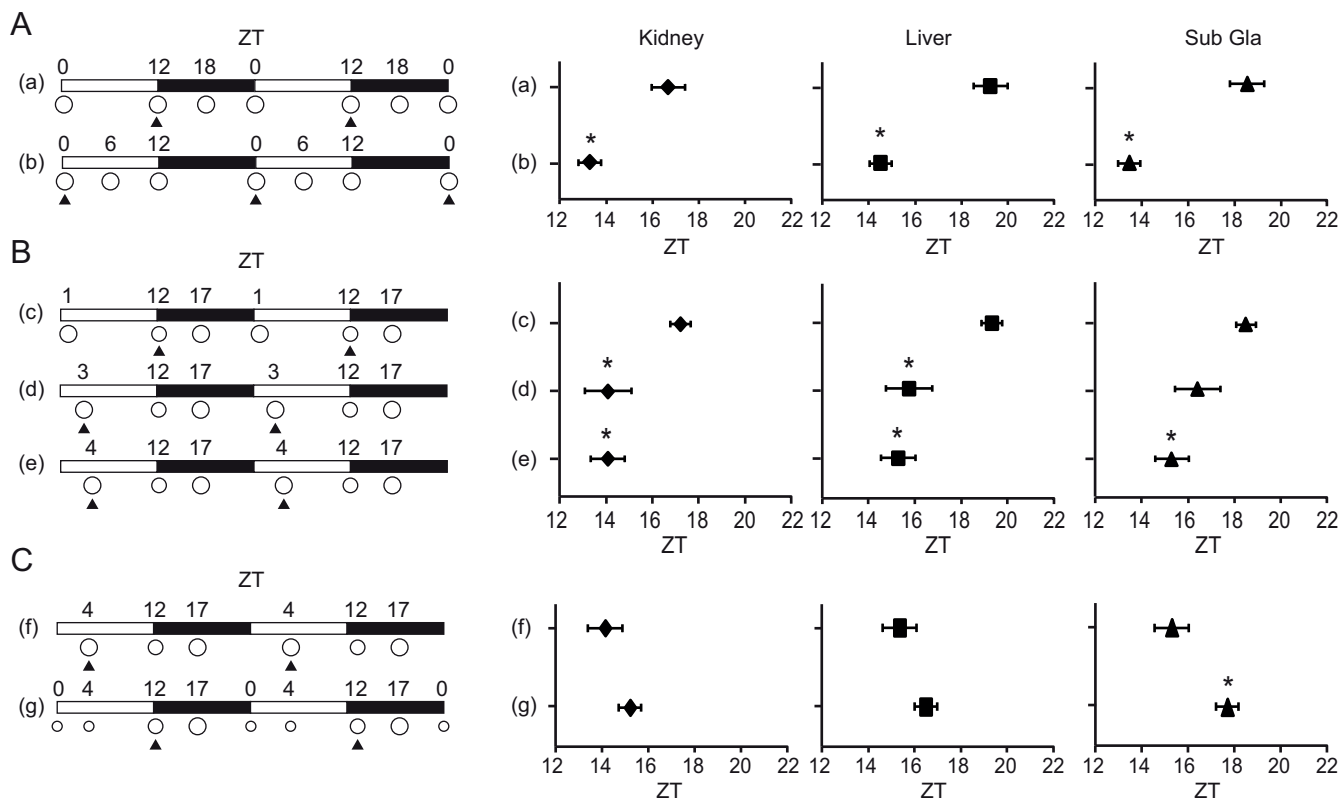 A
ZT
Kidney Liver Sub Gla
0 12 18 0 12 18 0
(a) (a)
* * *
0 6 12 0 6 12 0
(b) (b)
12 14 16 18 20 22 12 14 16 18 20 22 12 14 16 18 20 22
ZT ZT ZT
B
ZT
1 12 17 1 12 17
(c) (c)
3 12 17 3 12 17
* *
(d) (d)
4 12 17 4 12 17
* * *
(e) (e)
12 14 16 18 20 22 12 14 16 18 20 22 12 14 16 18 20 22
ZT ZT ZT
C
ZT
4 12 17 4 12 17
(f) (f)
0 4 12 17 0 4 12 17 0
*
(g) (g)
12 14 16 18 20 22 12 14 16 18 20 22 12 14 16 18 20 22
ZT ZT ZT